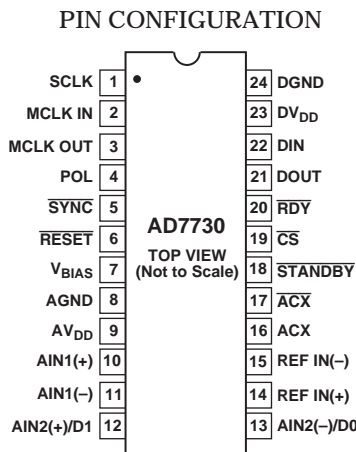 PIN CONFIGURATION
SCLK 1
24 DGND
MCLK IN 2
23 DVDD
MCLK OUT 3
22 DIN
POL 4
21 DOUT
SYNC 5
20 RDY
RESET 6
19 CS
AD7730
TOP VIEW
(Not to Scale)
VBIAS 7
18 STANDBY
AGND 8
17 ACX
AVDD 9
16 ACX
AIN1(+) 10
15 REF IN(–)
AIN1(–) 11
14 REF IN(+)
AIN2(+)/D1 12
13 AIN2(–)/D0